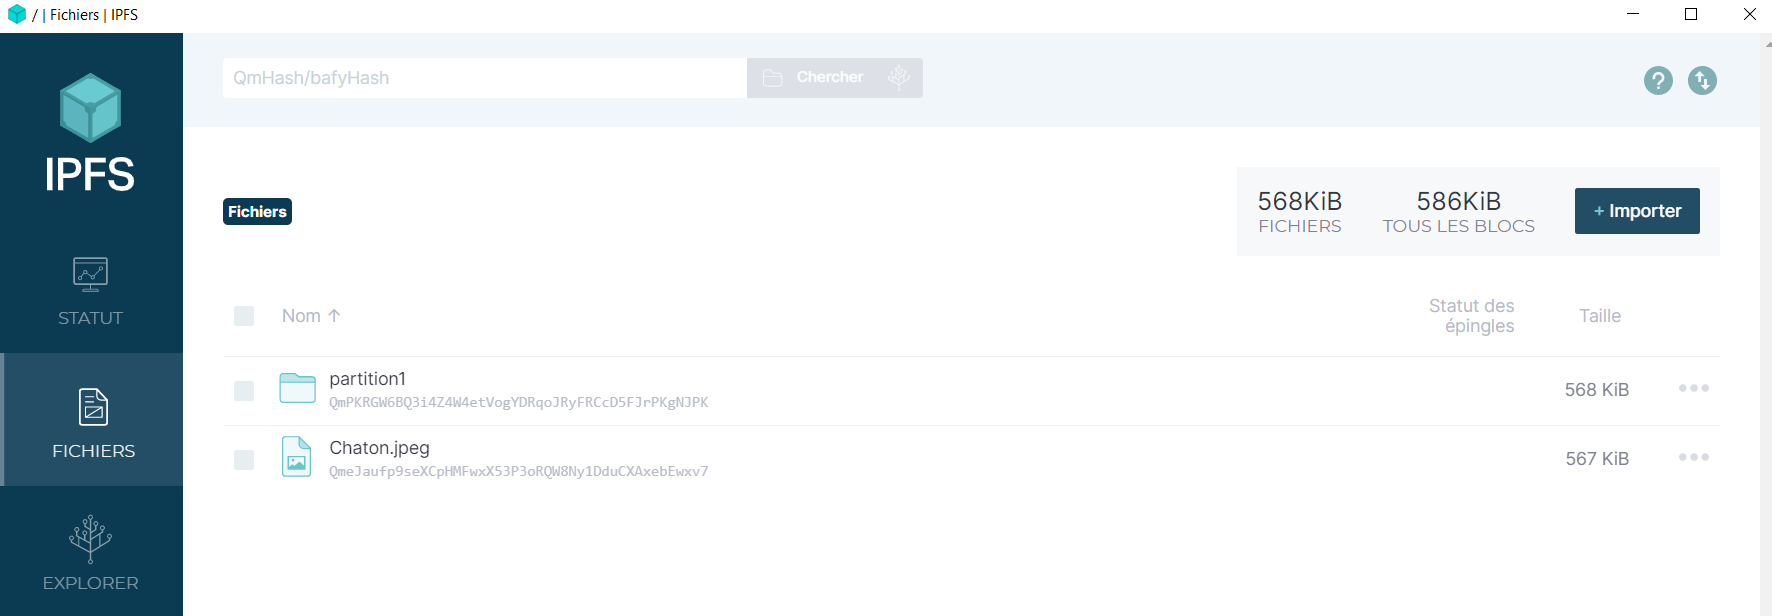 / | Fichiers | IPFS
QmHash/bafyHash
Chercher
?
IPFS
Fichiers
568KiB
FICHIERS
586KiB
TOUS LES BLOCS
+ Importer
STATUT
Nom ↑
Statut des
épingles
Taille
partition1
QmPKRGW6BQ3i4Z4W4etVogYDRqoJRyFRCcD5FJrPKgNJPK
568 KiB
FICHIERS
Chaton.jpeg
QmeJaufp9seXCpHMFwxX53P3oRQW8Ny1DduCXAxebEwxv7
567 KiB
EXPLORER